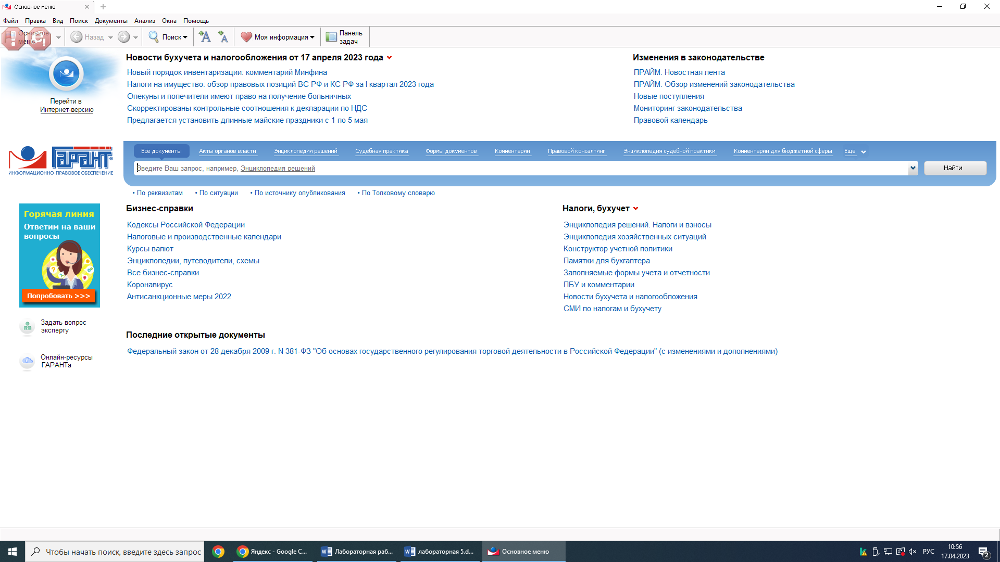 Основное меню
Файл Правка Вид Поиск Документы Анализ Окна Помощь
Основное меню
Назад
Поиск
Моя информация
Панель задач
Перейти в
Интернет-версию
Новости бухучета и налогообложения от 17 апреля 2023 года
Новый порядок инвентаризации: комментарий Минфина
Налоги на имущество: обзор правовых позиций ВС РФ и КС РФ за I квартал 2023 года
Опекуны и попечители имеют право на получение больничных
Скорректированы контрольные соотношения к декларации по НДС
Предлагается установить длинные майские праздники с 1 по 5 мая
Изменения в законодательстве
ПРАЙМ. Новостная лента
ПРАЙМ. Обзор изменений законодательства
Новые поступления
Мониторинг законодательства
Правовой календарь
ГАРАНТ®
ИНФОРМАЦИОННО-ПРАВОВОЕ ОБЕСПЕЧЕНИЕ
Все документы Акты органов власти Энциклопедии решений Судебная практика Формы документов Комментарии Правовой консалтинг Энциклопедия судебной практики Комментарии для бюджетной сферы Еще
Введите Ваш запрос, например, Энциклопедия решений
Найти
• По реквизитам • По ситуации • По источнику опубликования • По Толковому словарю
Горячая линия
Ответим на ваши
вопросы
Попробовать >>>
Задать вопрос
эксперту
Онлайн-ресурсы
ГАРАНТа
Бизнес-справки
Кодексы Российской Федерации
Налоговые и производственные календари
Курсы валют
Энциклопедии, путеводители, схемы
Все бизнес-справки
Коронавирус
Антисанкционные меры 2022
Налоги, бухучет
Энциклопедия решений. Налоги и взносы
Энциклопедия хозяйственных ситуаций
Конструктор учетной политики
Памятки для бухгалтера
Заполняемые формы учета и отчетности
ПБУ и комментарии
Новости бухучета и налогообложения
СМИ по налогам и бухучету
Последние открытые документы
Федеральный закон от 28 декабря 2009 г. N 381-ФЗ "Об основах государственного регулирования торговой деятельности в Российской Федерации" (с изменениями и дополнениями)
Чтобы начать поиск, введите здесь запрос
Яндекс - Google C...
Лабораторная раб...
лабораторная 5.d...
Основное меню
РУС
10:56
17.04.2023
2